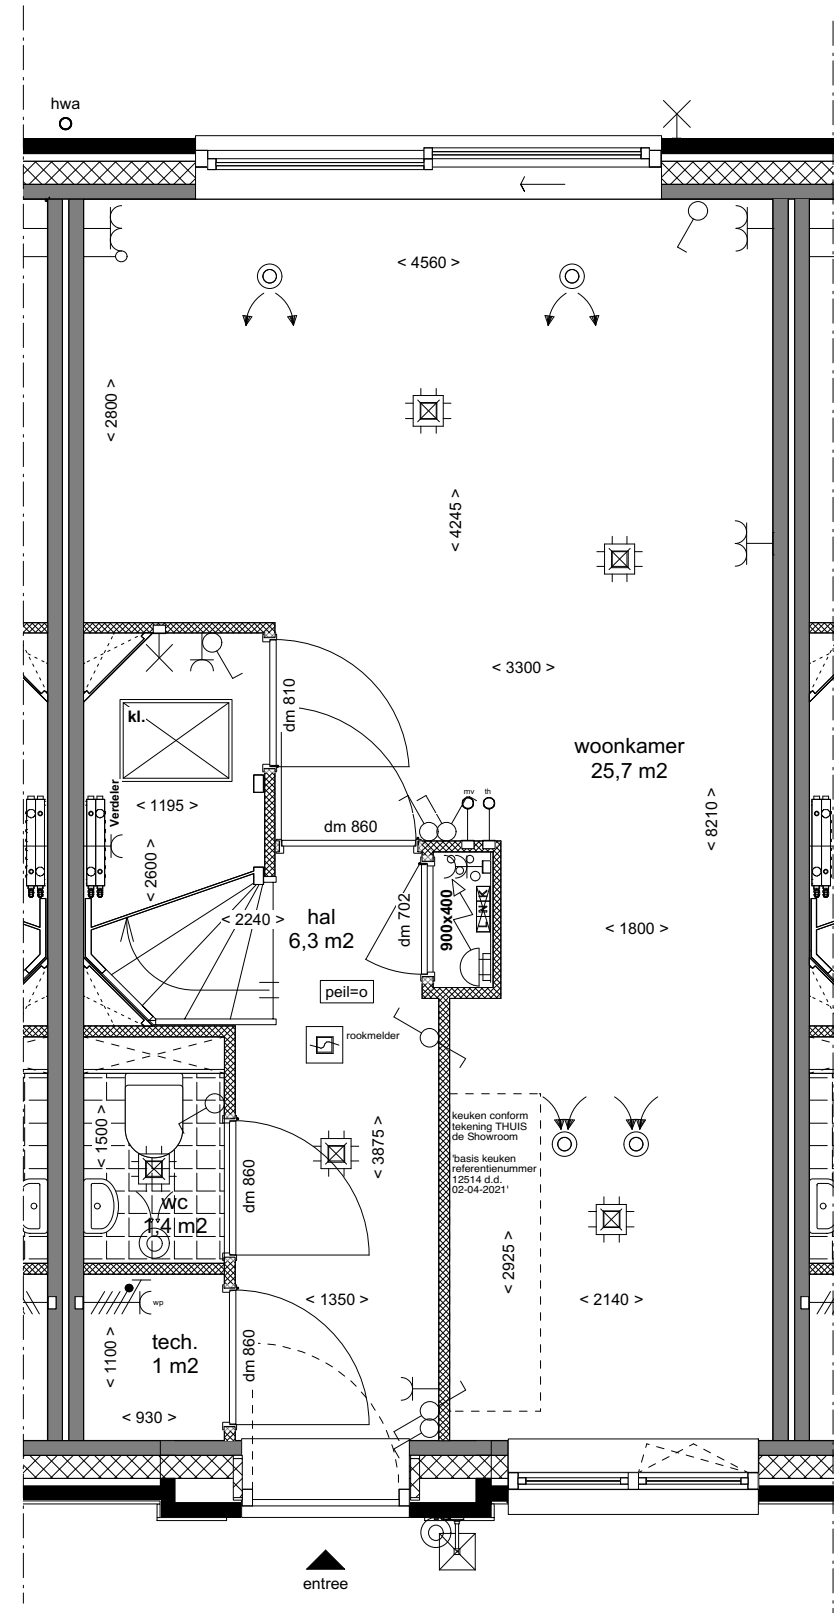 hwa
< 4560 >
< 2800 >
< 4245 >
< 3300 >
dm 810
kl.
woonkamer
25,7 m2
Verdeler
< 1195 >
mv
th
< 8210 >
dm 860
< 2600 >
< 2240 >
hal
6,3 m2
dm 702
900x400
< 1800 >
peil=o
rookmelder
keuken conform
tekening THUIS
de Showroom
'basis keuken
referentienummer
12514 d.d.
02-04-2021'
< 1500 >
< 3875 >
dm 860
wc
1,4 m2
< 2925 >
< 1350 >
< 2140 >
wp
tech.
1 m2
< 1100 >
dm 860
< 930 >
entree